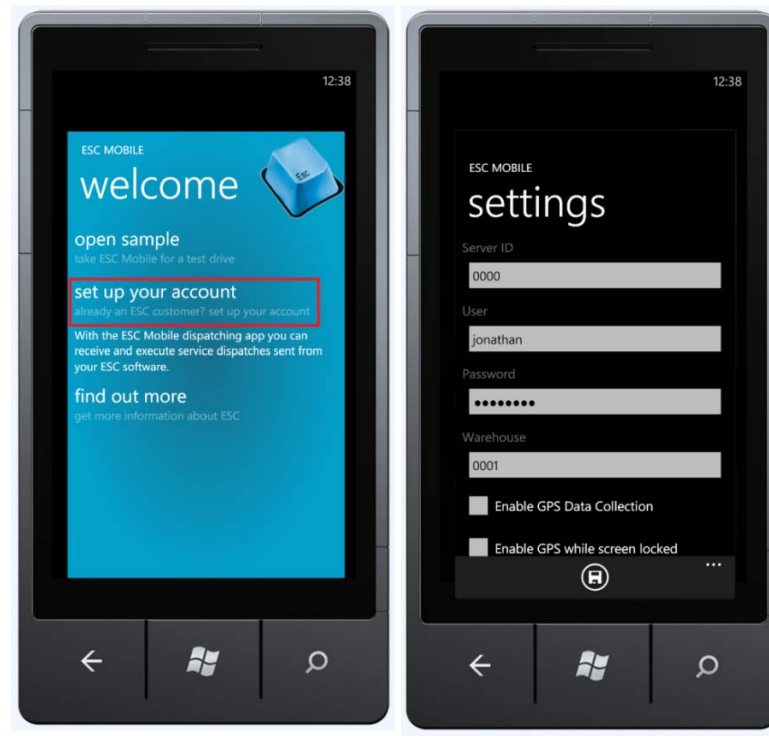 12:38
ESC MOBILE
welcome
Esc
open sample
take ESC Mobile for a test drive
set up your account
already an ESC customer? set up your account
With the ESC Mobile dispatching app you can
receive and execute service dispatches sent from
your ESC software.
find out more
get more information about ESC
12:38
ESC MOBILE
settings
Server ID
0000
User
jonathan
Password
••••••••
Warehouse
0001
Enable GPS Data Collection
Enable GPS while screen locked
...